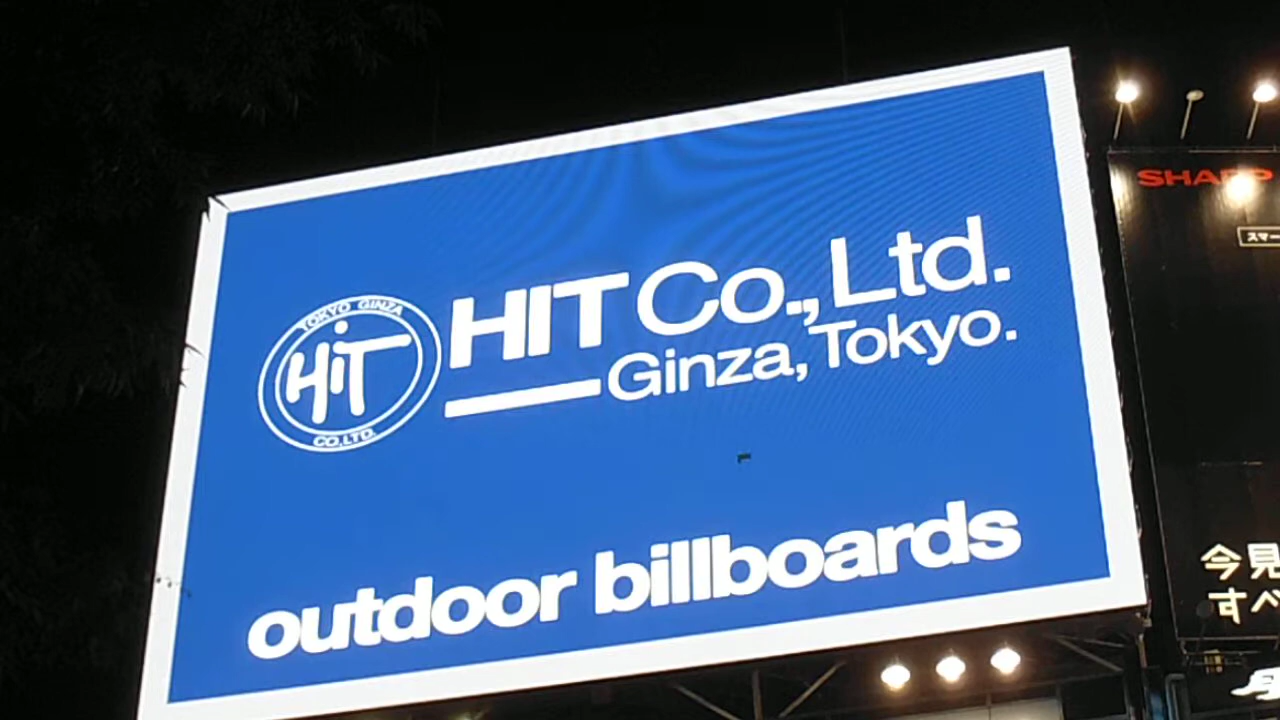 TOKYO GINZA
HiT
CO.,LTD.
HIT Co., Ltd.
Ginza, Tokyo.
outdoor billboards
SHARP
スマー
今見
すべ